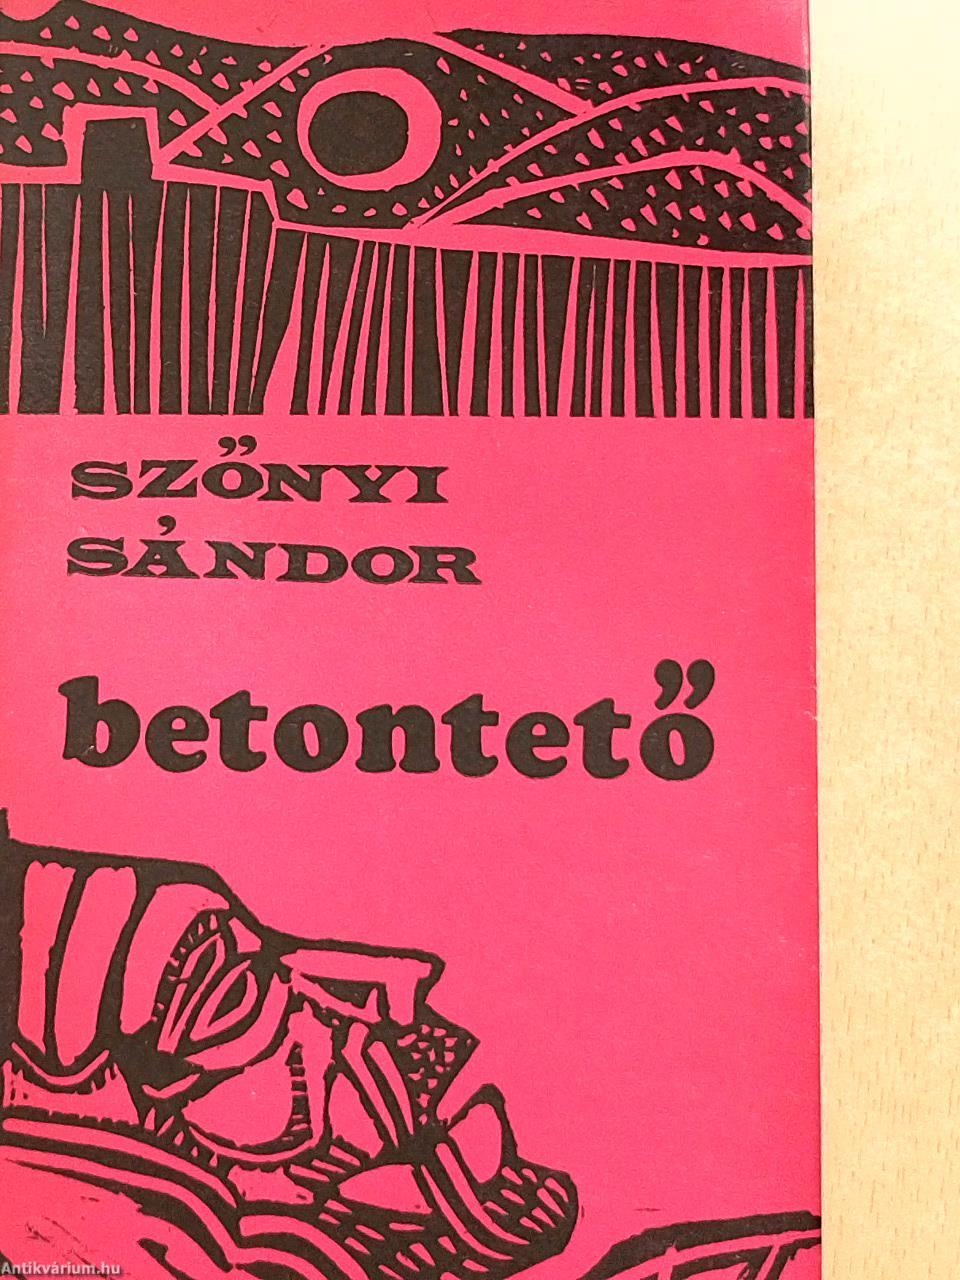 SZŐNYI
SÁNDOR
betontető
Antikvárium.hu